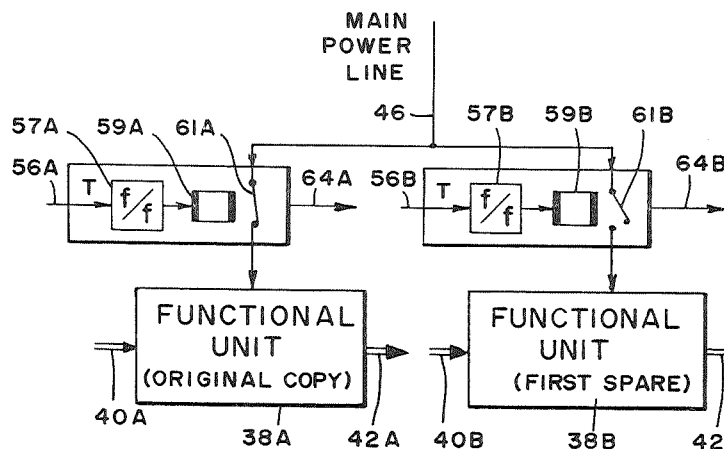 MAIN
POWER
LINE
46
57A
59A
61A
57B
59B
61B
56A
T
f/f
64A
56B
T
f/f
64B
FUNCTIONAL
UNIT
(ORIGINAL COPY)
FUNCTIONAL
UNIT
(FIRST SPARE)
40A
38A
42A
40B
38B
42